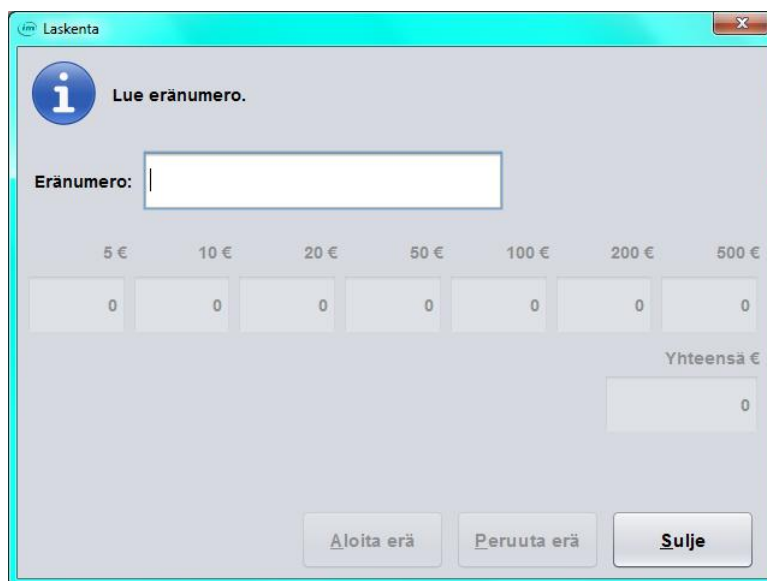 im Laskenta
Lue eränumero.
Eränumero:
5 € 10 € 20 € 50 € 100 € 200 € 500 €
0 0 0 0 0 0 0
Yhteensä €
0
Aloita erä Peruuta erä Sulje